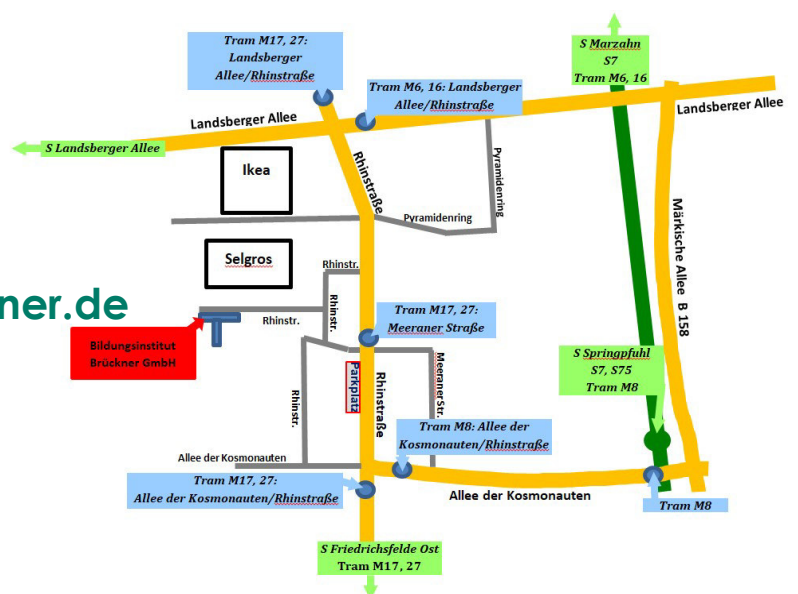 Tram M17, 27:
Landsberger
Allee/Rhinstraße
S Marzahn
S7
Tram M6, 16
Tram M6, 16: Landsberger
Allee/Rhinstraße
Landsberger Allee
Landsberger Allee
S Landsberger Allee
Ikea
Rhinstraße
Pyramidenring
Pyramidenring
Märkische Allee B 158
Selgros
Rhinstr.
ner.de
Rhinstr.
Rhinstr.
Tram M17, 27:
Meeraner Straße
Bildungsinstitut
Brückner GmbH
S Springpfuhl
S7, S75
Tram M8
Parkplatz
Rhinstraße
Meeraner Str.
Rhinstr.
Tram M8: Allee der
Kosmonauten/Rhinstraße
Allee der Kosmonauten
Tram M17, 27:
Allee der Kosmonauten/Rhinstraße
Allee der Kosmonauten
Tram M8
S Friedrichsfelde Ost
Tram M17, 27